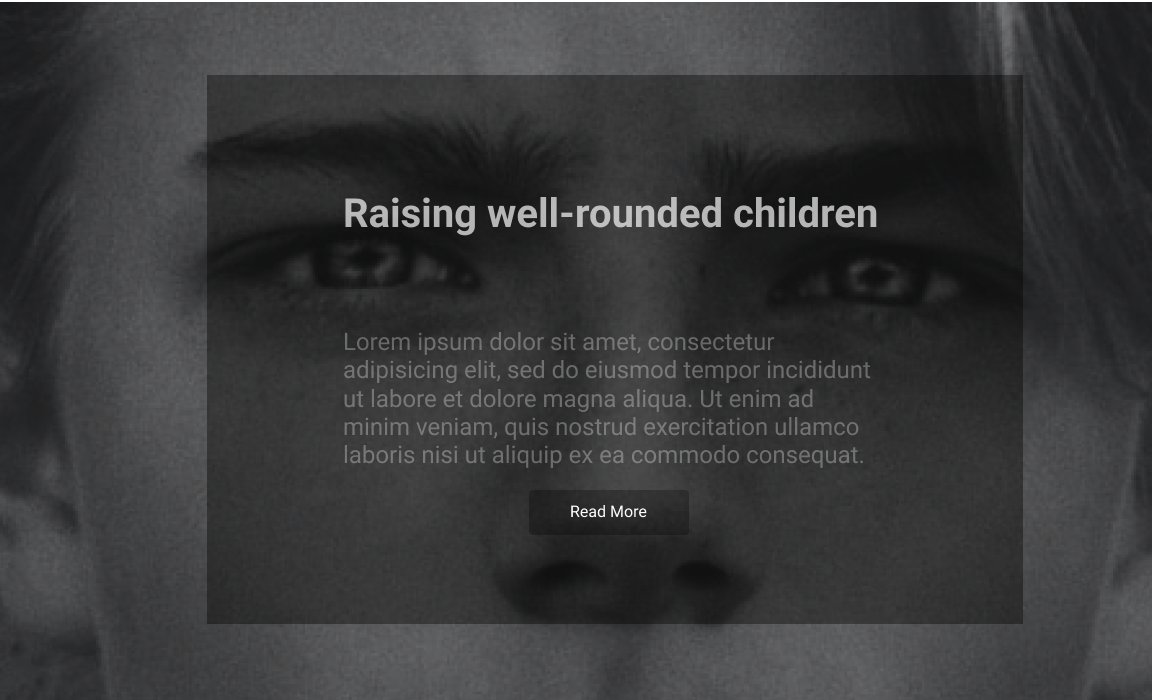 Raising well-rounded children
Lorem ipsum dolor sit amet, consectetur
adipisicing elit, sed do eiusmod tempor incididunt
ut labore et dolore magna aliqua. Ut enim ad
minim veniam, quis nostrud exercitation ullamco
laboris nisi ut aliquip ex ea commodo consequat.
Read More